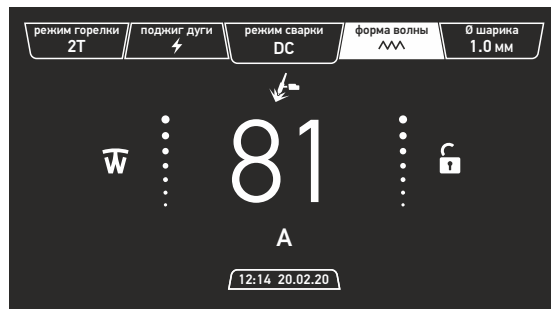 режим горелки
2T
поджиг дуги
режим сварки
DC
форма волны
Ø шарика
1.0 мм
81
A
12:14 20.02.20